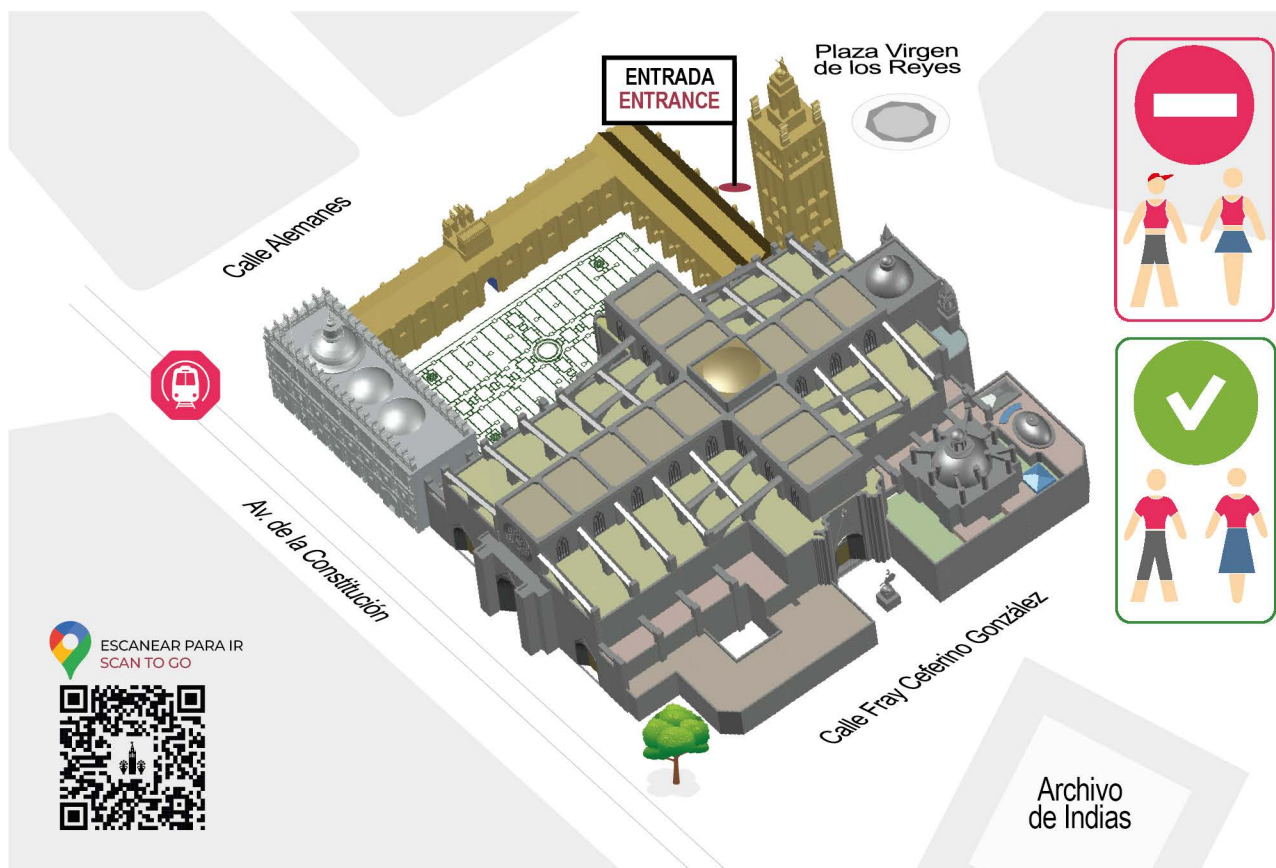 Plaza Virgen
de los Reyes
ENTRADA
ENTRANCE
Calle Alemanes
Av. de la Constitución
ESCANEAR PARA IR
SCAN TO GO
Calle Fray Ceferino González
Archivo
de Indias